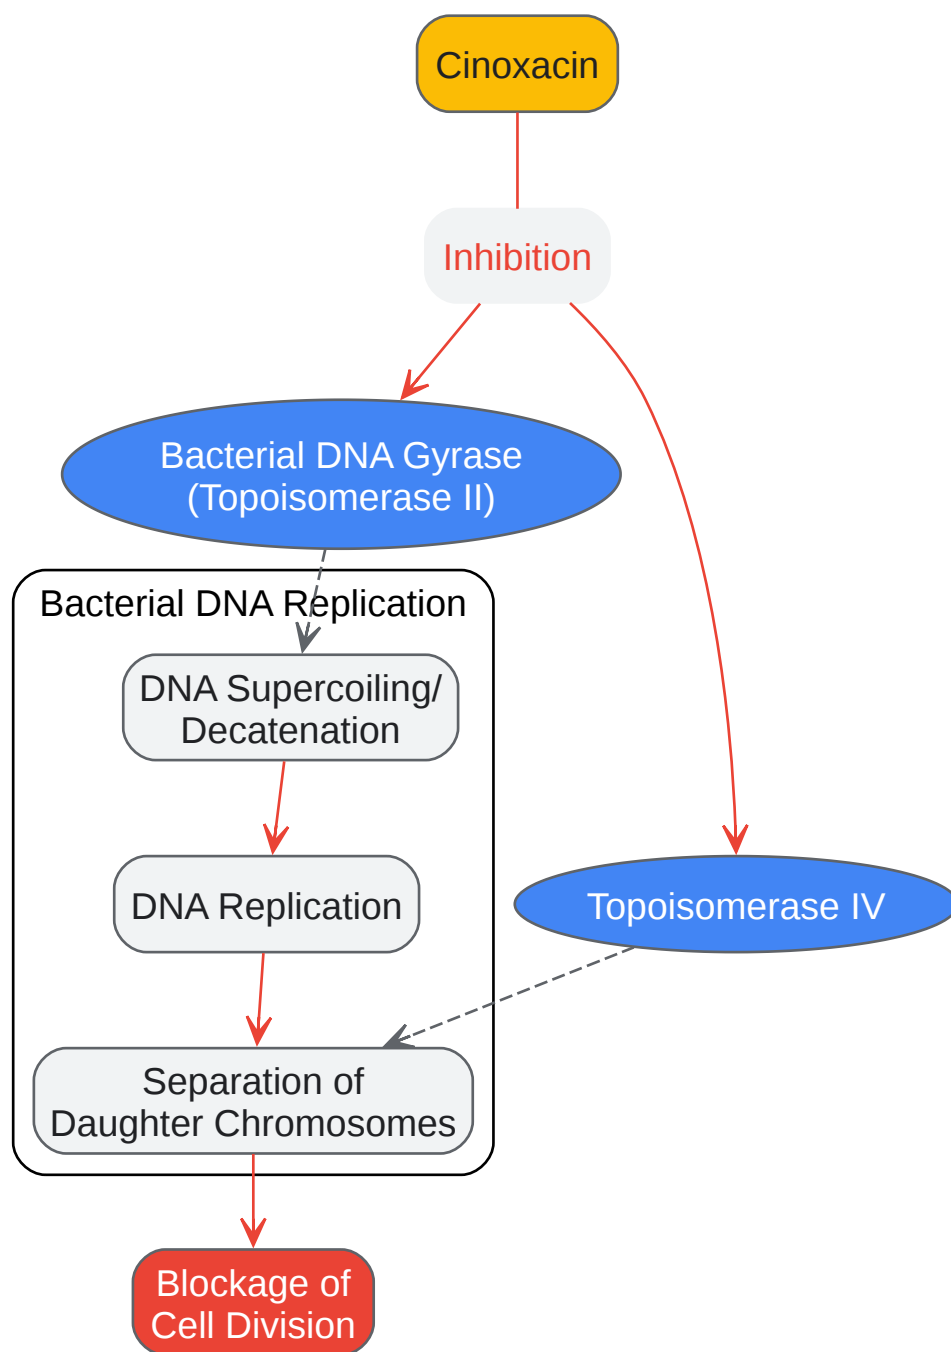 Cinoxacin
Inhibition
Bacterial DNA Gyrase
(Topoisomerase II)
Bacterial DNA Replication
DNA Supercoiling/
Decatenation
DNA Replication
Topoisomerase IV
Separation of
Daughter Chromosomes
Blockage of
Cell Division